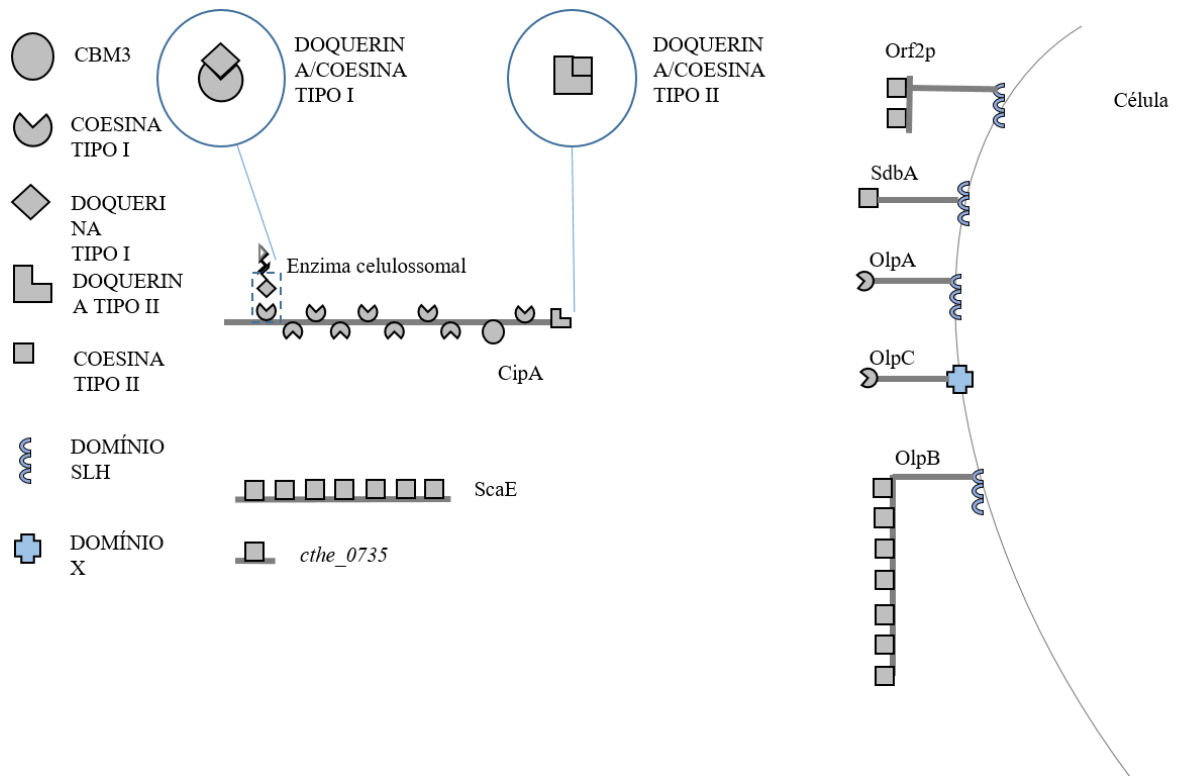 CBM3
COESINA
TIPO I
DOQUERI
NA
TIPO I
DOQUERIN
A TIPO II
COESINA
TIPO II
DOMÍNIO
SLH
DOMÍNIO
X
DOQUERIN
A/COESINA
TIPO I
DOQUERIN
A/COESINA
TIPO II
Enzima celulossomal
CipA
ScaE
cthe_0735
Orf2p
Célula
SdbA
OlpA
OlpC
OlpB